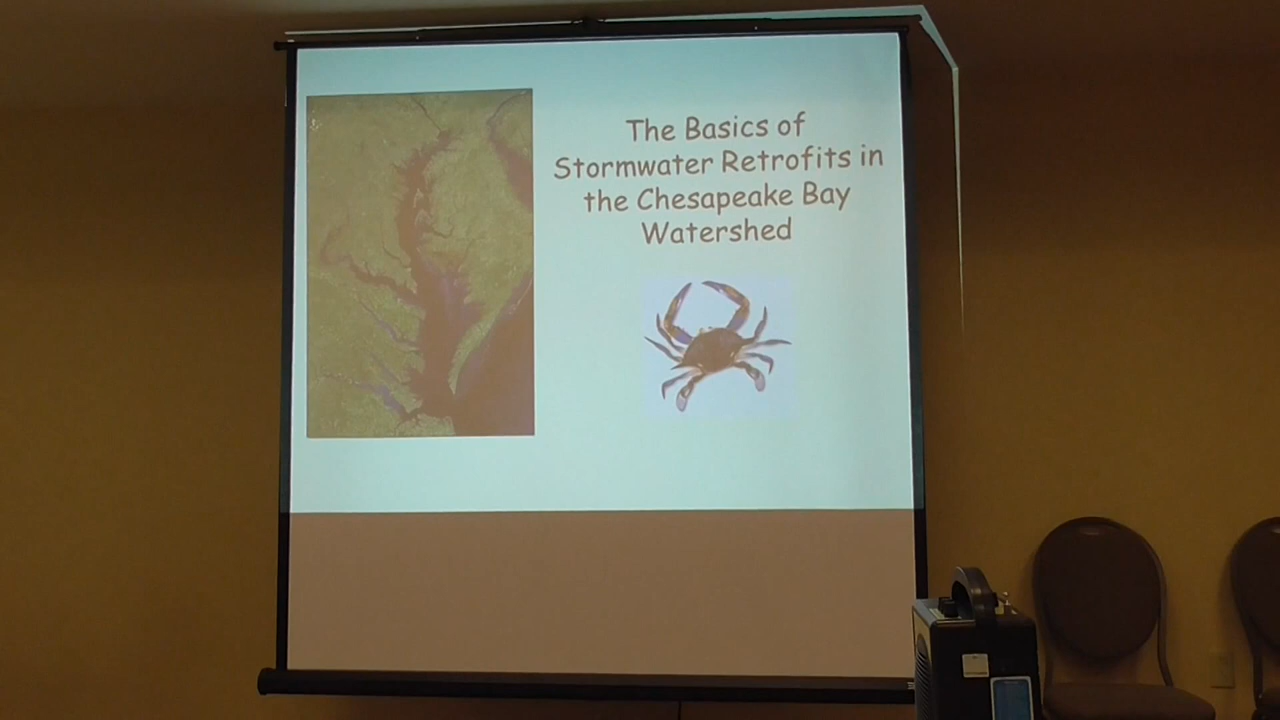 The Basics of
Stormwater Retrofits in
the Chesapeake Bay
Watershed